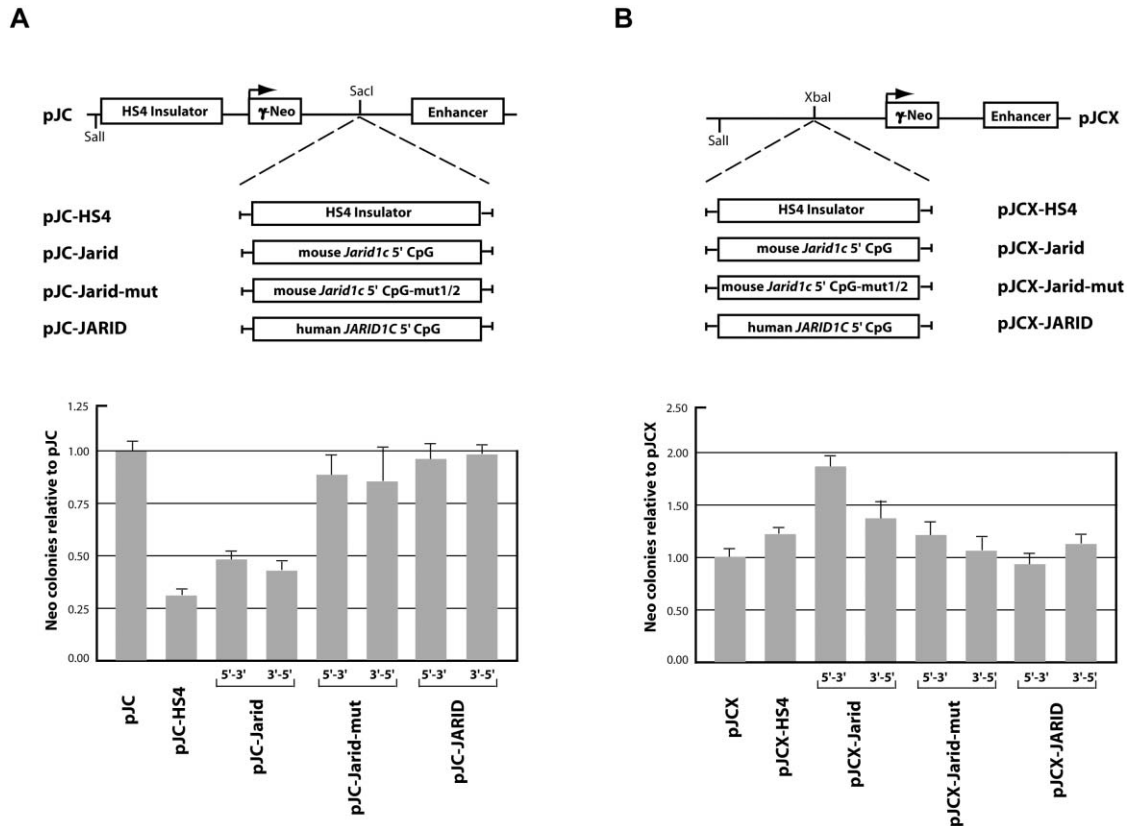 A
SacI
pJC
HS4 Insulator
γ-Neo
Enhancer
SalI
pJC-HS4
HS4 Insulator
pJC-Jarid
mouse Jarid1c 5' CpG
pJC-Jarid-mut
mouse Jarid1c 5' CpG-mut1/2
pJC-JARID
human JARID1C 5' CpG
Neo colonies relative to pJC
1.25
1.00
0.75
0.50
0.25
0.00
5'-3'
3'-5'
5'-3'
3'-5'
5'-3'
3'-5'
pJC
pJC-HS4
pJC-Jarid
pJC-Jarid-mut
pJC-JARID
B
XbaI
γ-Neo
Enhancer
pJCX
SalI
HS4 Insulator
pJCX-HS4
mouse Jarid1c 5' CpG
pJCX-Jarid
mouse Jarid1c 5' CpG-mut1/2
pJCX-Jarid-mut
human JARID1C 5' CpG
pJCX-JARID
Neo colonies relative to pJCX
2.50
2.00
1.50
1.00
0.50
0.00
5'-3'
3'-5'
5'-3'
3'-5'
5'-3'
3'-5'
pJCX
pJCX-HS4
pJCX-Jarid
pJCX-Jarid-mut
pJCX-JARID